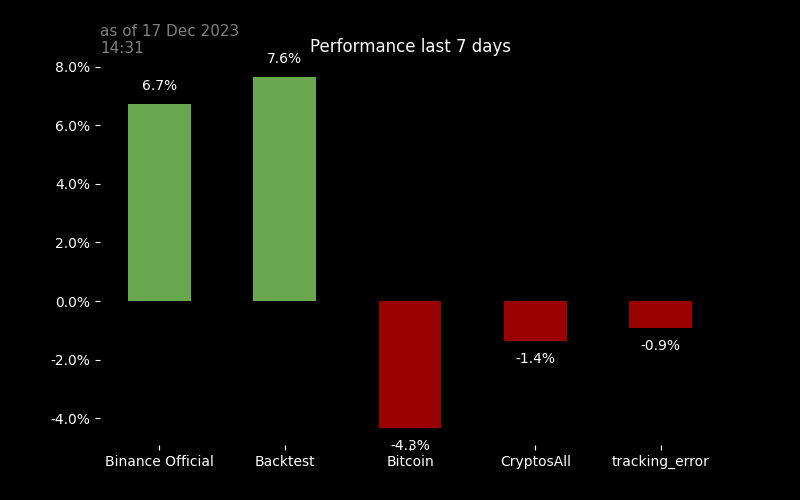 as of 17 Dec 2023
14:31
Performance last 7 days
8.0%
6.0%
4.0%
2.0%
0.0%
-2.0%
-4.0%
6.7%
7.6%
-4.3%
-1.4%
-0.9%
Binance Official
Backtest
Bitcoin
CryptosAll
tracking_error